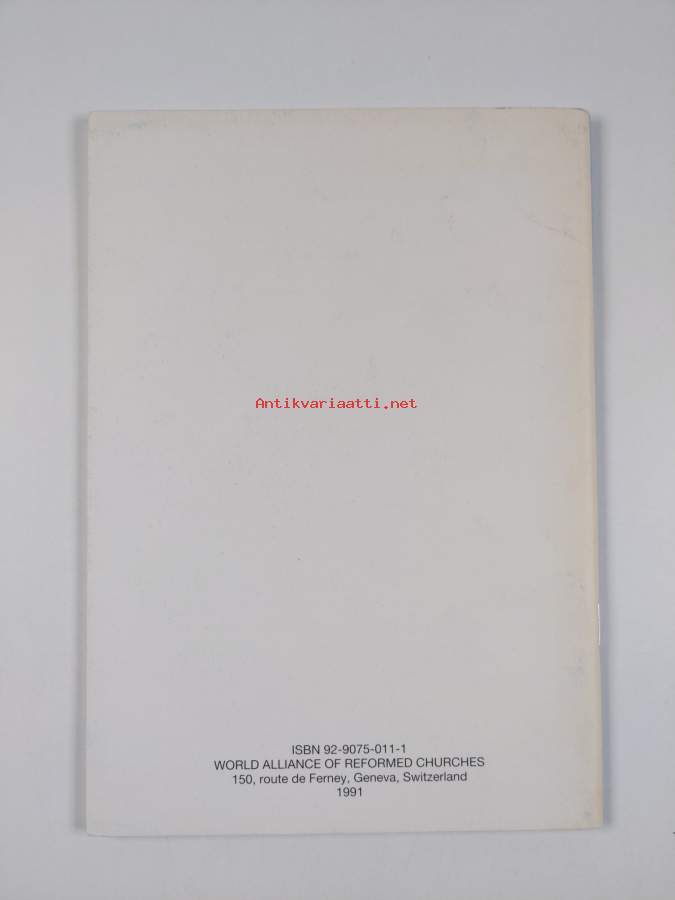 Antikvariaatti.net
ISBN 92-9075-011-1
WORLD ALLIANCE OF REFORMED CHURCHES
150, route de Ferney, Geneva, Switzerland
1991